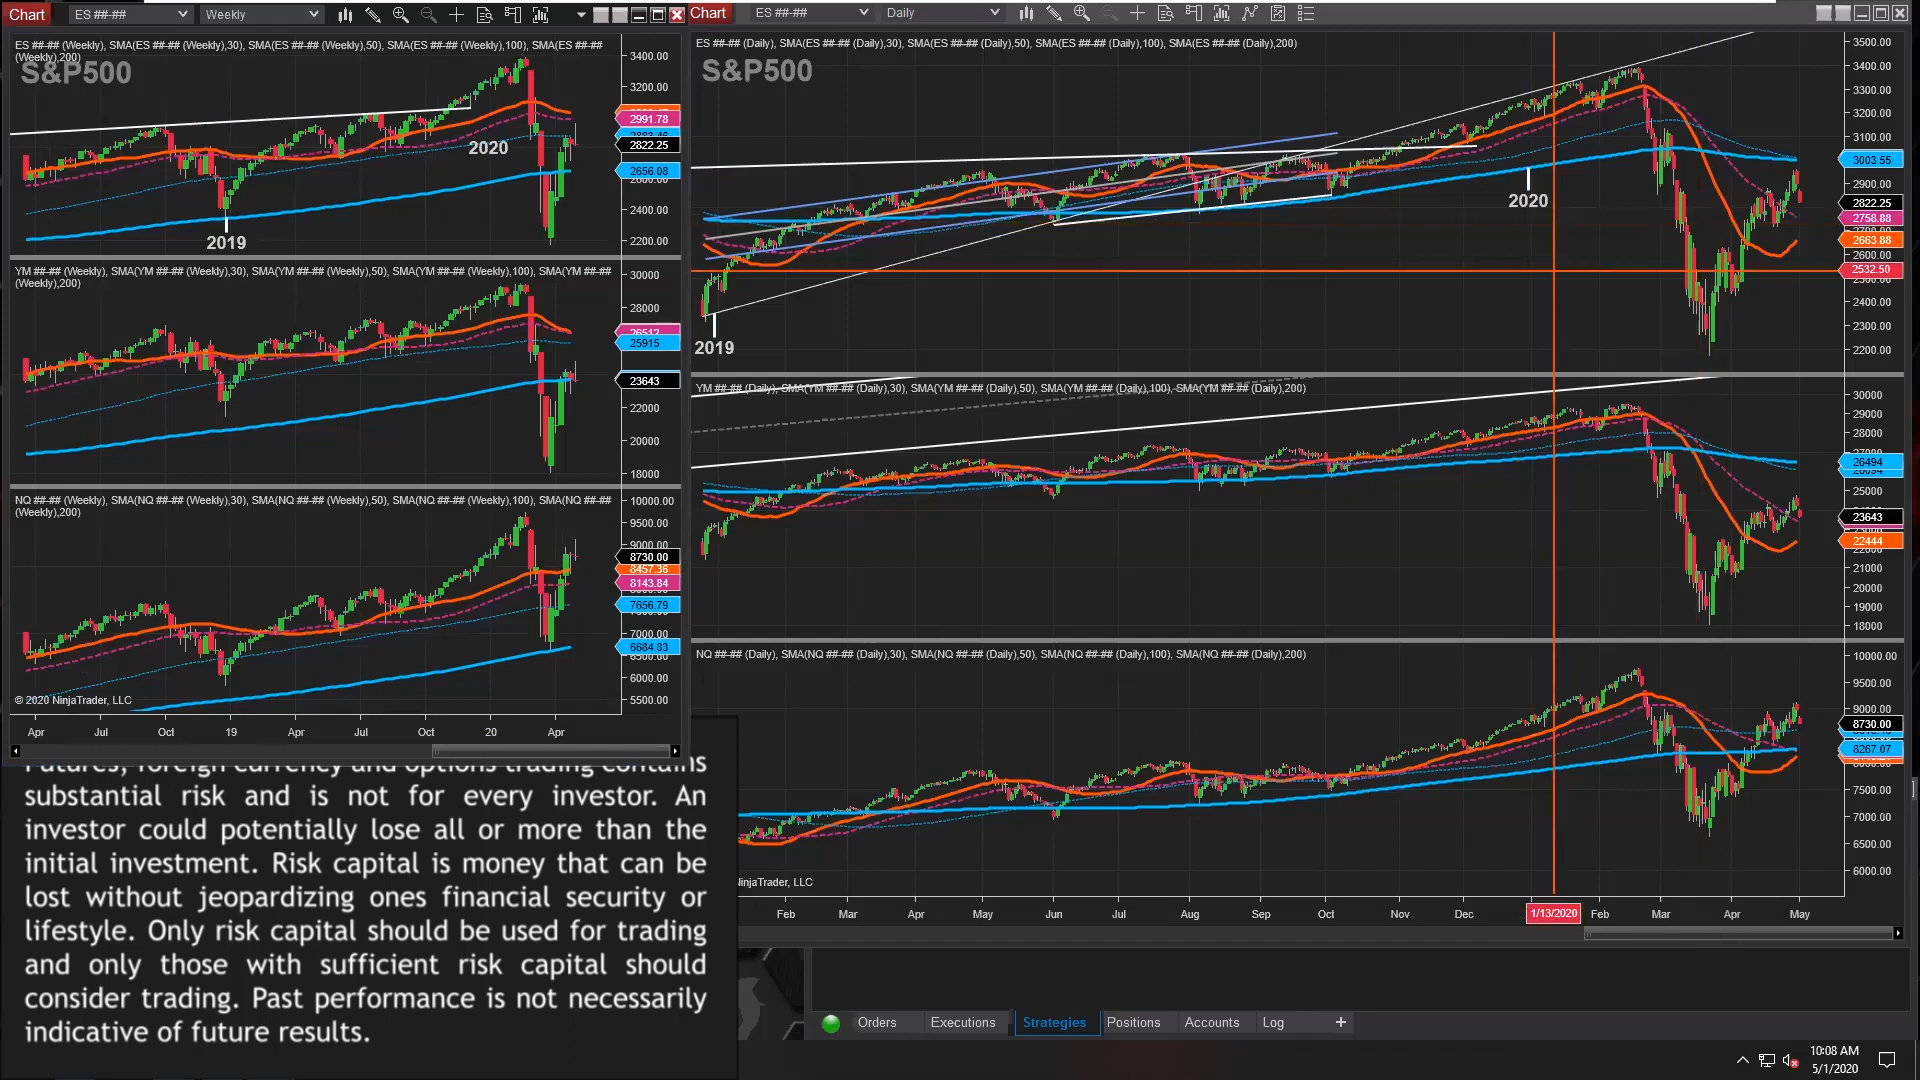 Chart
ES ##-##
Weekly
ES ##-## (Weekly), SMA(ES ##-## (Weekly),30), SMA(ES ##-## (Weekly),50), SMA(ES ##-## (Weekly),100), SMA(ES ##-##
(Weekly),200)
S&P500
3400.00
3200.00
2991.78
2822.25
2656.08
2400.00
2200.00
2020
2019
YM ##-## (Weekly), SMA(YM ##-## (Weekly),30), SMA(YM ##-## (Weekly),50), SMA(YM ##-## (Weekly),100), SMA(YM ##-##
(Weekly),200)
30000
28000
25915
23643
22000
20000
18000
NQ ##-## (Weekly), SMA(NQ ##-## (Weekly),30), SMA(NQ ##-## (Weekly),50), SMA(NQ ##-## (Weekly),100), SMA(NQ ##-##
(Weekly),200)
10000.00
9500.00
9000.00
8730.00
8457.36
8143.84
7656.79
7000.00
6684.83
6000.00
5500.00
© 2020 NinjaTrader, LLC
Apr Jul Oct 19 Apr Jul Oct 20 Apr
Chart
ES ##-##
Daily
ES ##-## (Daily), SMA(ES ##-## (Daily),30), SMA(ES ##-## (Daily),50), SMA(ES ##-## (Daily),100), SMA(ES ##-## (Daily),200)
S&P500
3500.00
3400.00
3300.00
3200.00
3100.00
3003.55
2900.00
2822.25
2758.88
2663.88
2600.00
2532.50
2400.00
2300.00
2200.00
2020
2019
YM ##-## (Daily), SMA(YM ##-## (Daily),30), SMA(YM ##-## (Daily),50), SMA(YM ##-## (Daily),100), SMA(YM ##-## (Daily),200)
30000
29000
28000
26494
25000
23643
22444
21000
20000
19000
18000
NQ ##-## (Daily), SMA(NQ ##-## (Daily),30), SMA(NQ ##-## (Daily),50), SMA(NQ ##-## (Daily),100), SMA(NQ ##-## (Daily),200)
10000.00
9500.00
9000.00
8730.00
8267.07
7500.00
7000.00
6500.00
6000.00
NinjaTrader, LLC
Feb Mar Apr May Jun Jul Aug Sep Oct Nov Dec 1/13/2020 Feb Mar Apr May
Futures, foreign currency and options trading contains
substantial risk and is not for every investor. An
investor could potentially lose all or more than the
initial investment. Risk capital is money that can be
lost without jeopardizing ones financial security or
lifestyle. Only risk capital should be used for trading
and only those with sufficient risk capital should
consider trading. Past performance is not necessarily
indicative of future results.
Orders Executions Strategies Positions Accounts Log +
10:08 AM
5/1/2020